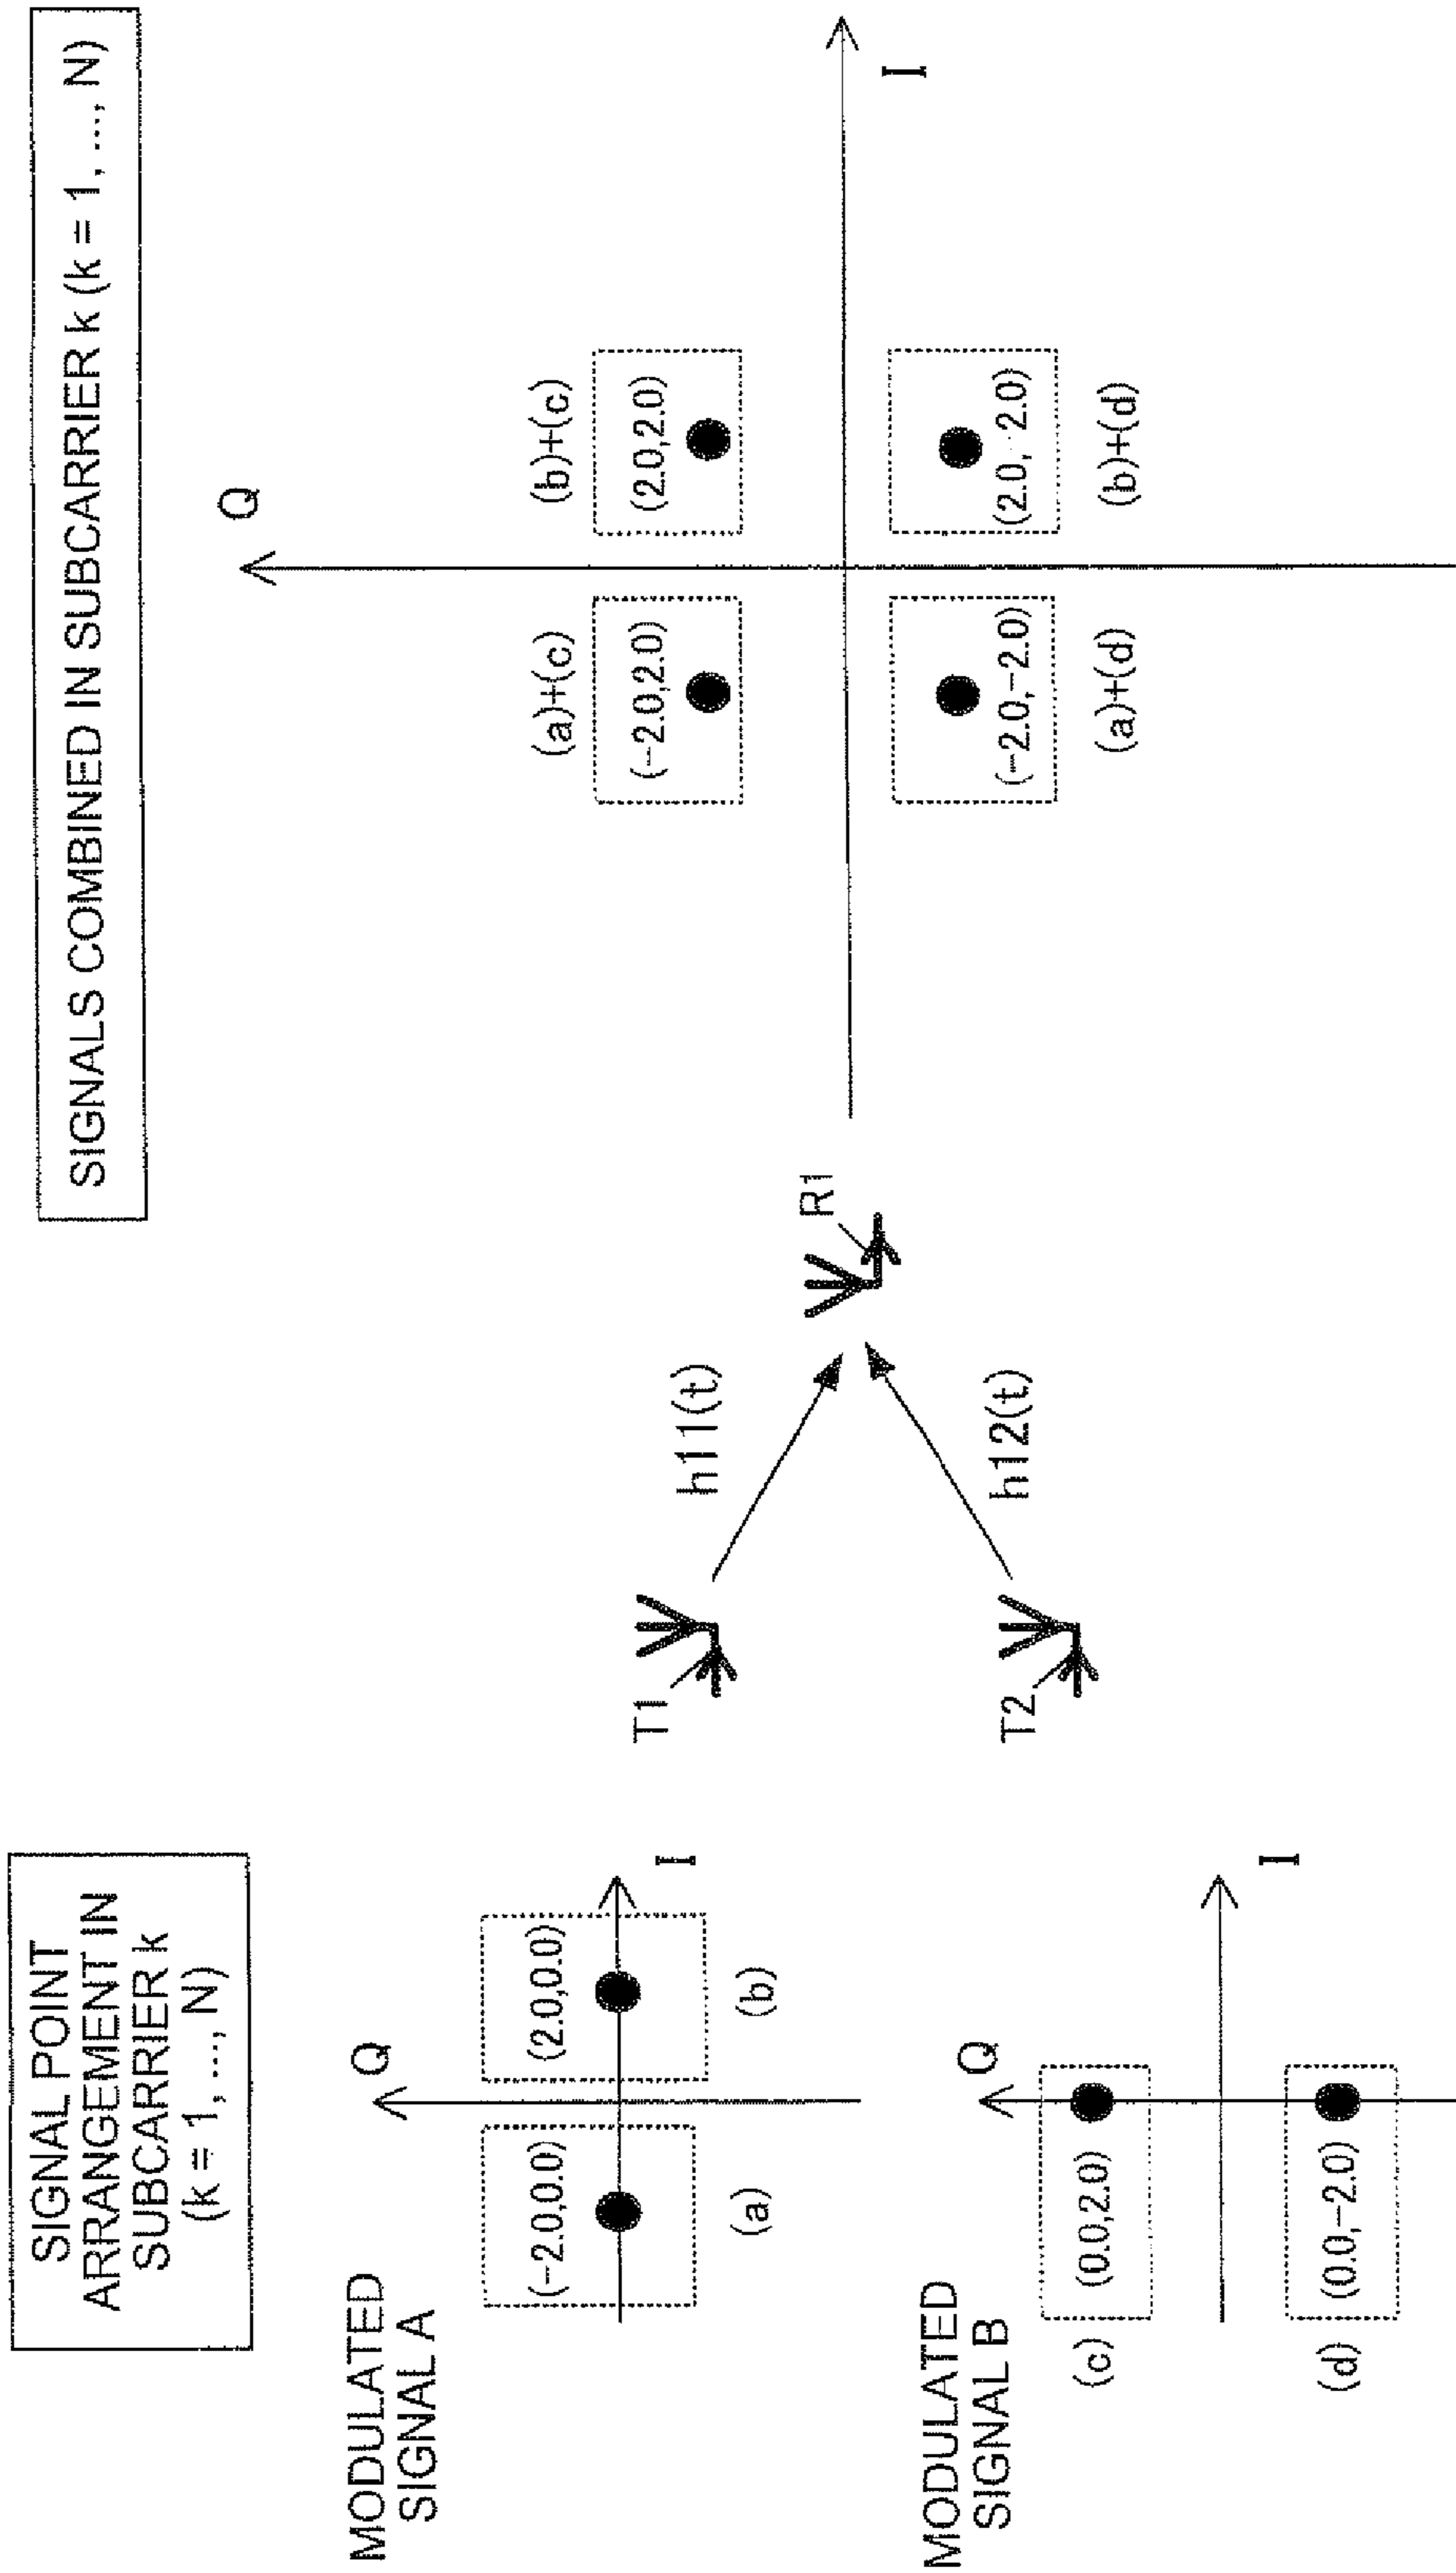 SIGNAL POINT
ARRANGEMENT IN
SUBCARRIER k
(k = 1, ..., N)
SIGNALS COMBINED IN SUBCARRIER k (k = 1, ..., N)
MODULATED
SIGNAL A
Q
(-2.0,0.0)
(2.0,0.0)
I
(a)
(b)
MODULATED
SIGNAL B
Q
(c)
(0.0,2.0)
I
(d)
(0.0,-2.0)
T1
h11(t)
T2
h12(t)
R1
Q
(a)+(c)
(b)+(c)
(-2.0,2.0)
(2.0,2.0)
I
(-2.0,-2.0)
(2.0,-2.0)
(a)+(d)
(b)+(d)